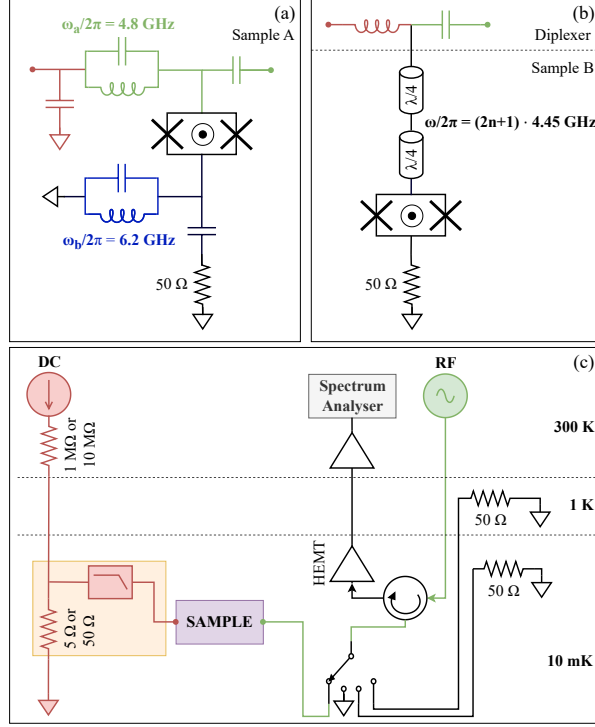 (a)
ωa/2π = 4.8 GHz
Sample A
ωb/2π = 6.2 GHz
50 Ω
(b)
Diplexer
Sample B
λ/4
ω/2π = (2n+1) · 4.45 GHz
λ/4
50 Ω
(c)
DC
RF
Spectrum
Analyser
1 MΩ or
10 MΩ
300 K
1 K
50 Ω
HEMT
50 Ω
5 Ω or
50 Ω
SAMPLE
10 mK